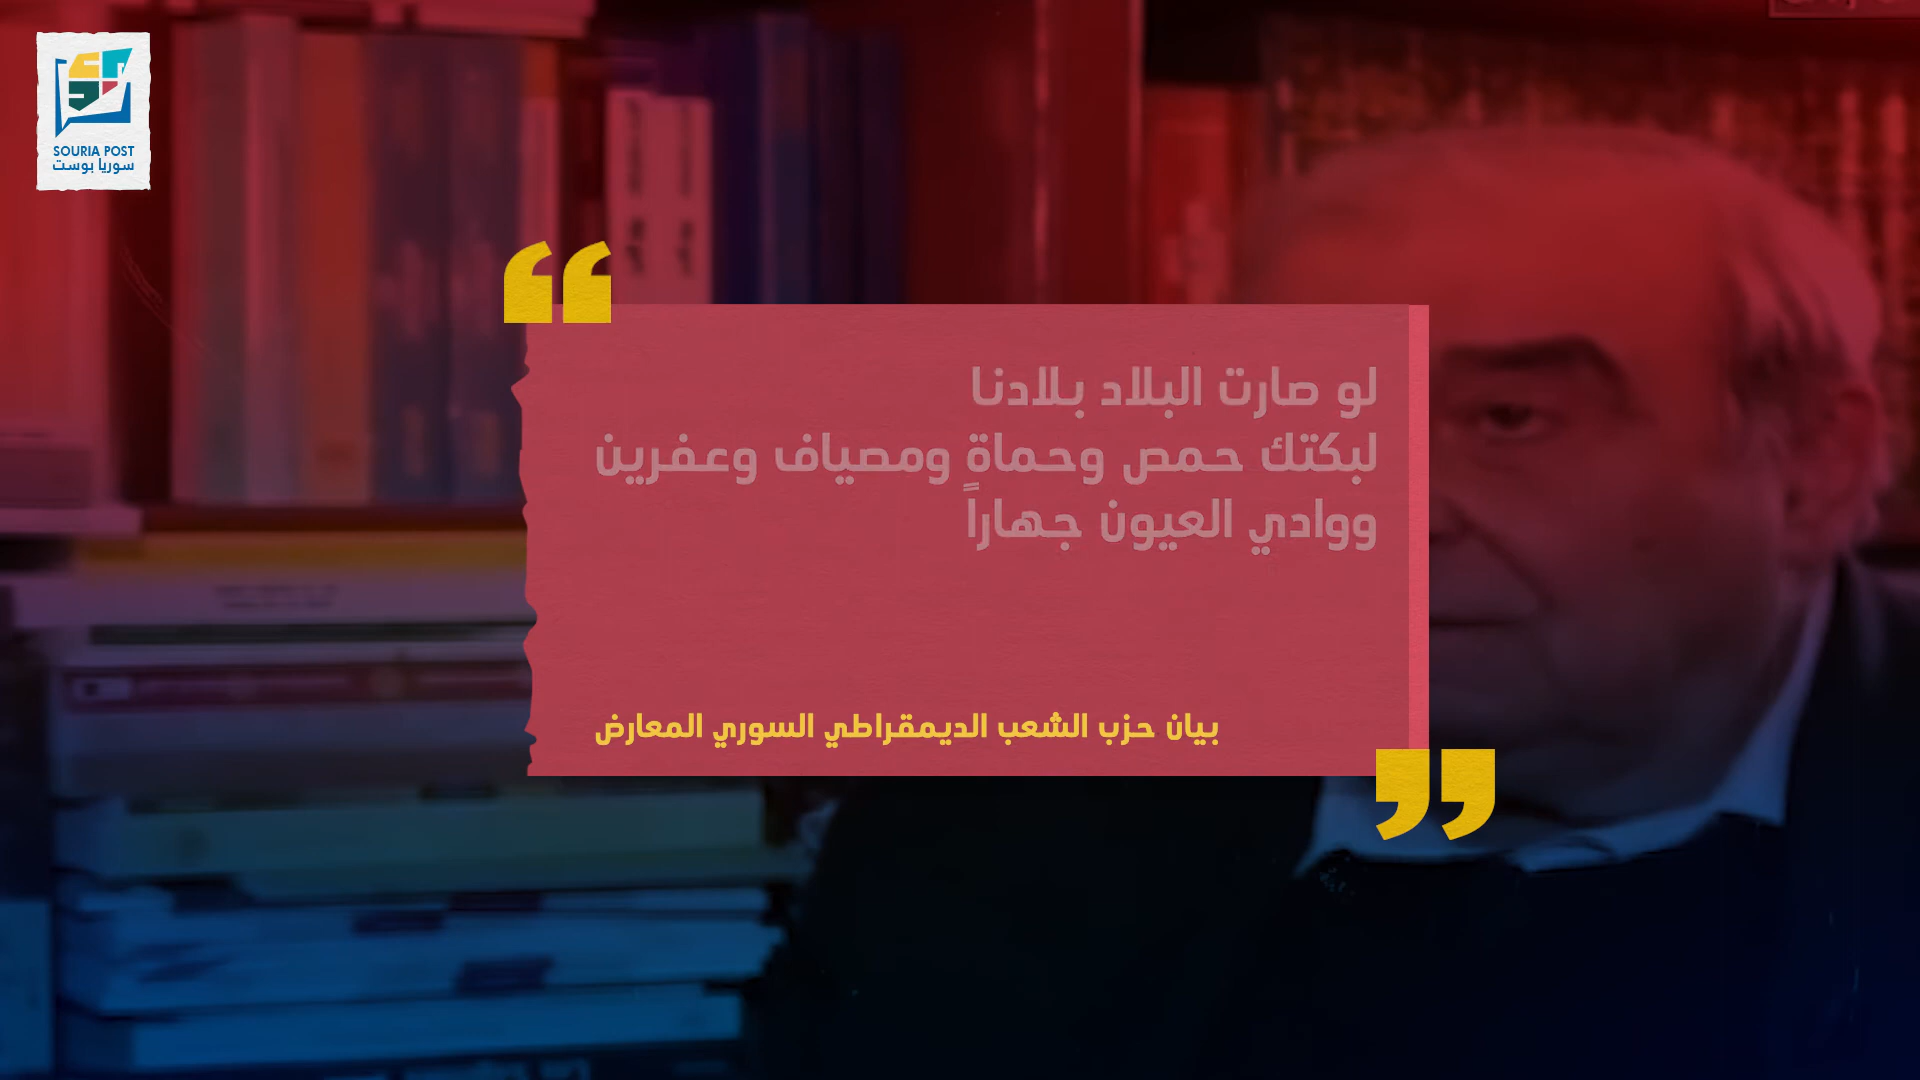 SOURIA POST
سوريا بوست
لو صارت البلاد بلادنا
لبكتك حمص وحماة ومصياف وعفرين
ووادي العيون جهاراً
بيان حزب الشعب الديمقراطي السوري المعارض